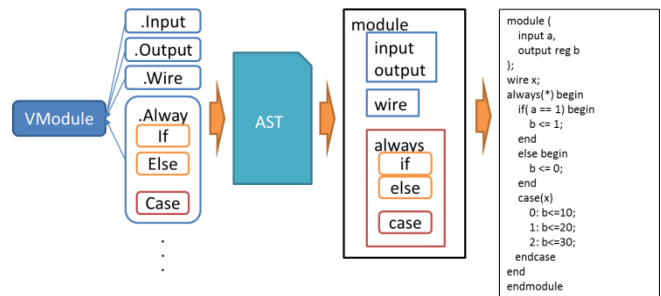 VModule
.Input
.Output
.Wire
.Alway
If
Else
Case
.
.
.
AST
module
input
output
wire
always
if
else
case
module (
input a,
output reg b
);
wire x;
always(*) begin
if( a == 1) begin
b <= 1;
end
else begin
b <= 0;
end
case(x)
0: b<=10;
1: b<=20;
2: b<=30;
endcase
end
endmodule